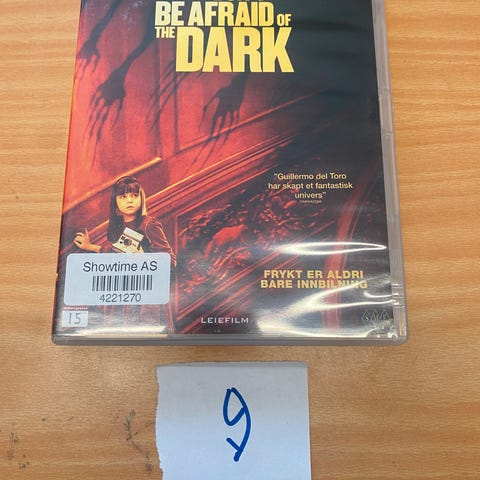 BE AFRAID OF
THE DARK
"Guillermo del Toro
har skapt et fantastisk
univers"
FRYKT ER ALDRI
BARE INNBILNING
Showtime AS
4221270
15
LEIEFILM